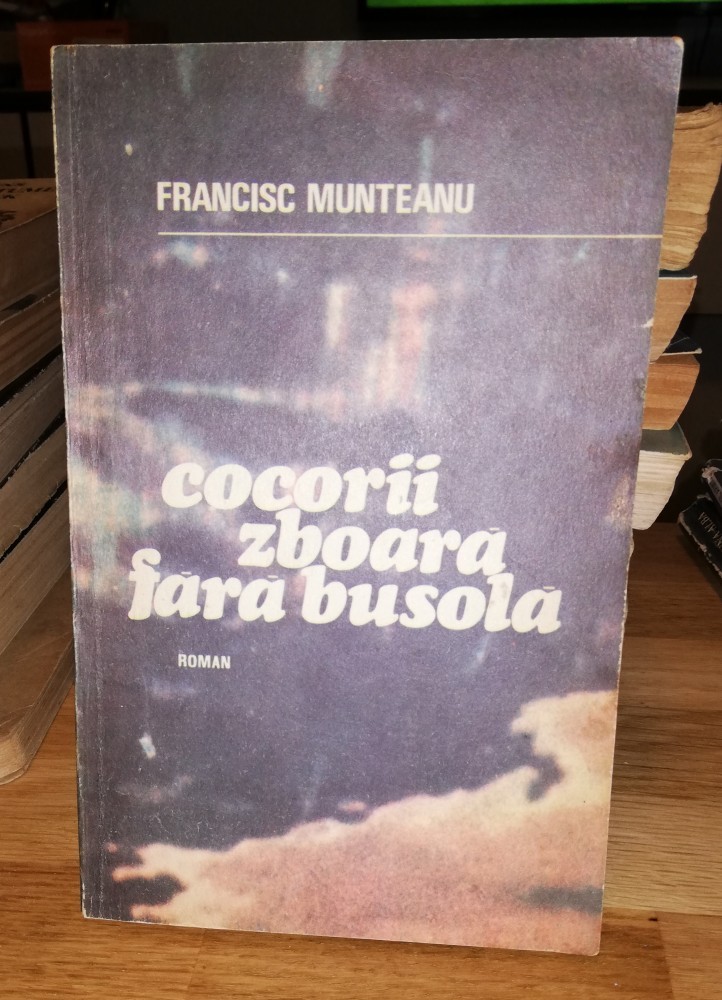 FRANCISC MUNTEANU
cocorii
zboară
fără busolă
ROMAN